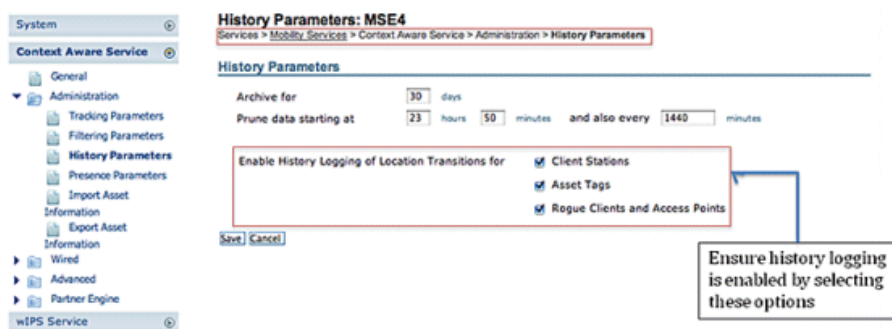 System
Context Aware Service
General
Administration
Tracking Parameters
Filtering Parameters
History Parameters
Presence Parameters
Import Asset
Information
Export Asset
Information
Wired
Advanced
Partner Engine
wIPS Service
History Parameters: MSE4
Services > Mobility Services > Context Aware Service > Administration > History Parameters
History Parameters
Archive for 30 days
Prune data starting at 23 hours 50 minutes and also every 1440 minutes
Enable History Logging of Location Transitions for Client Stations
Asset Tags
Rogue Clients and Access Points
Save Cancel
Ensure history logging
is enabled by selecting
these options